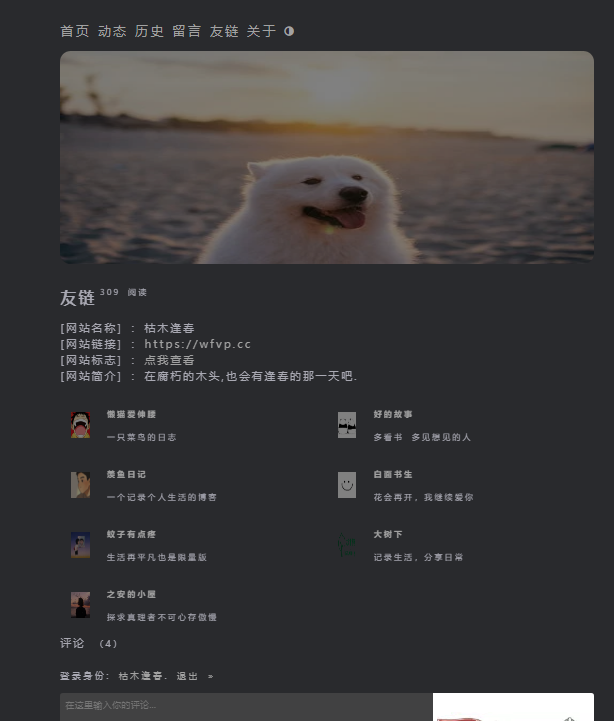 首页 动态 历史 留言 友链 关于
友链 309 阅读
[网站名称] : 枯木逢春
[网站链接] : https://wfvp.cc
[网站标志] : 点我查看
[网站简介] : 在腐朽的木头,也会有逢春的那一天吧.
懒猫爱伸腰
一只菜鸟的日志
好的故事
多看书 多见想见的人
羡鱼日记
一个记录个人生活的博客
白面书生
花会再开，我继续爱你
蚊子有点疼
生活再平凡也是限量版
大树下
记录生活，分享日常
之安的小屋
探求真理者不可心存傲慢
评论 （4）
登录身份: 枯木逢春. 退出 »
在这里输入你的评论...